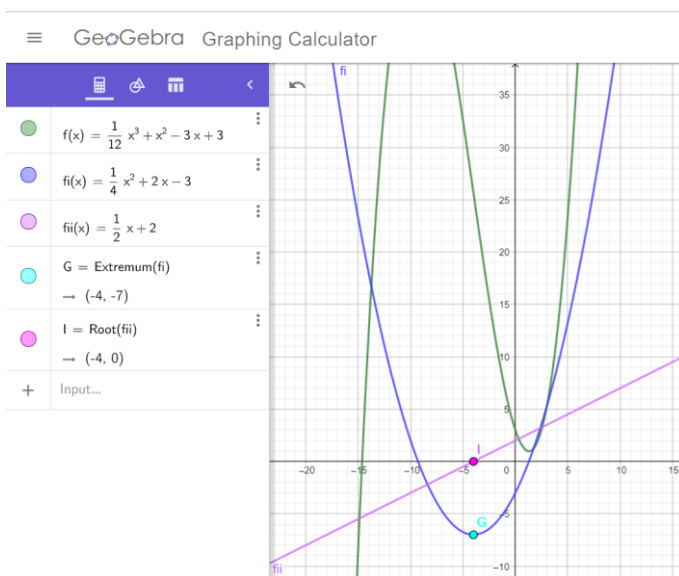 ≡ GeoGebra Graphing Calculator
f(x) = 1/12 x³ + x² − 3 x + 3
fi(x) = 1/4 x² + 2 x − 3
fii(x) = 1/2 x + 2
G = Extremum(fi)
→ (-4, -7)
I = Root(fii)
→ (-4, 0)
+ Input...
fi
35
30
25
20
15
10
5
I
−20 −15 −10 −5 0 5 10 15
G
−5
fii
−10